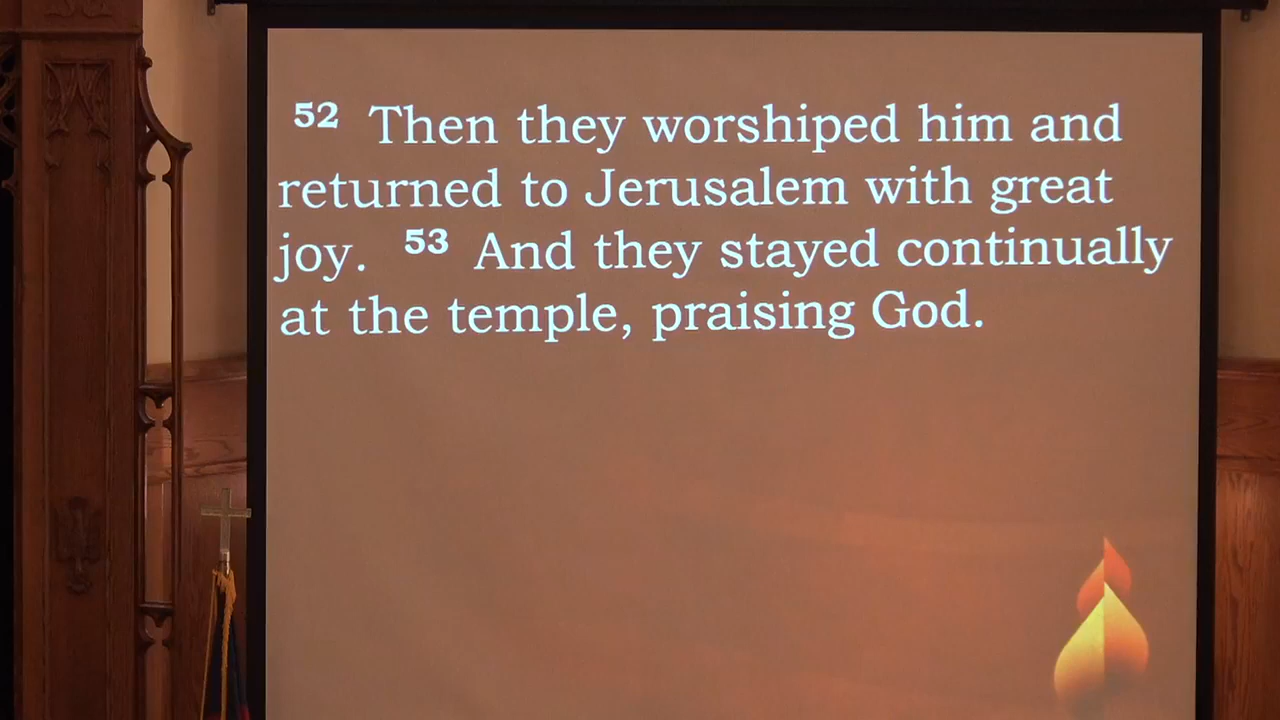 52 Then they worshiped him and
returned to Jerusalem with great
joy. 53 And they stayed continually
at the temple, praising God.